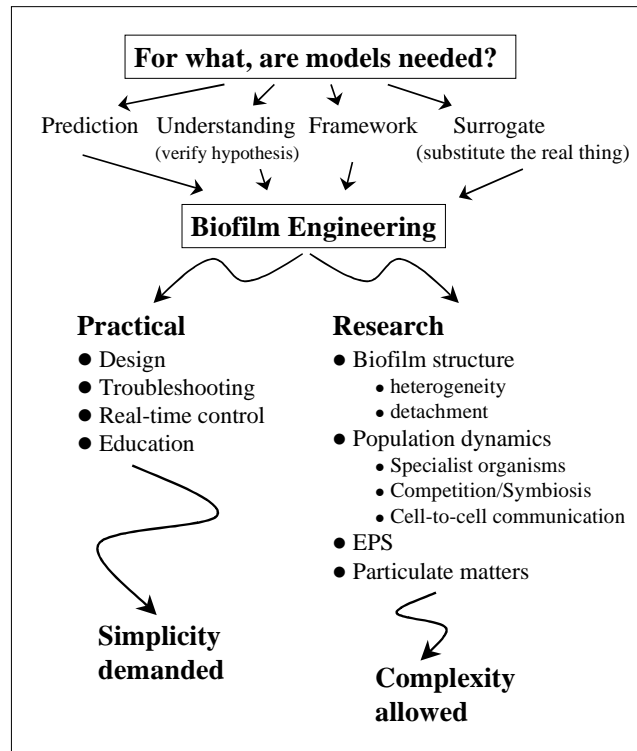 For what, are models needed?
Prediction Understanding Framework Surrogate
(verify hypothesis) (substitute the real thing)
Biofilm Engineering
Practical
● Design
● Troubleshooting
● Real-time control
● Education
Simplicity
demanded
Research
● Biofilm structure
● heterogeneity
● detachment
● Population dynamics
● Specialist organisms
● Competition/Symbiosis
● Cell-to-cell communication
● EPS
● Particulate matters
Complexity
allowed